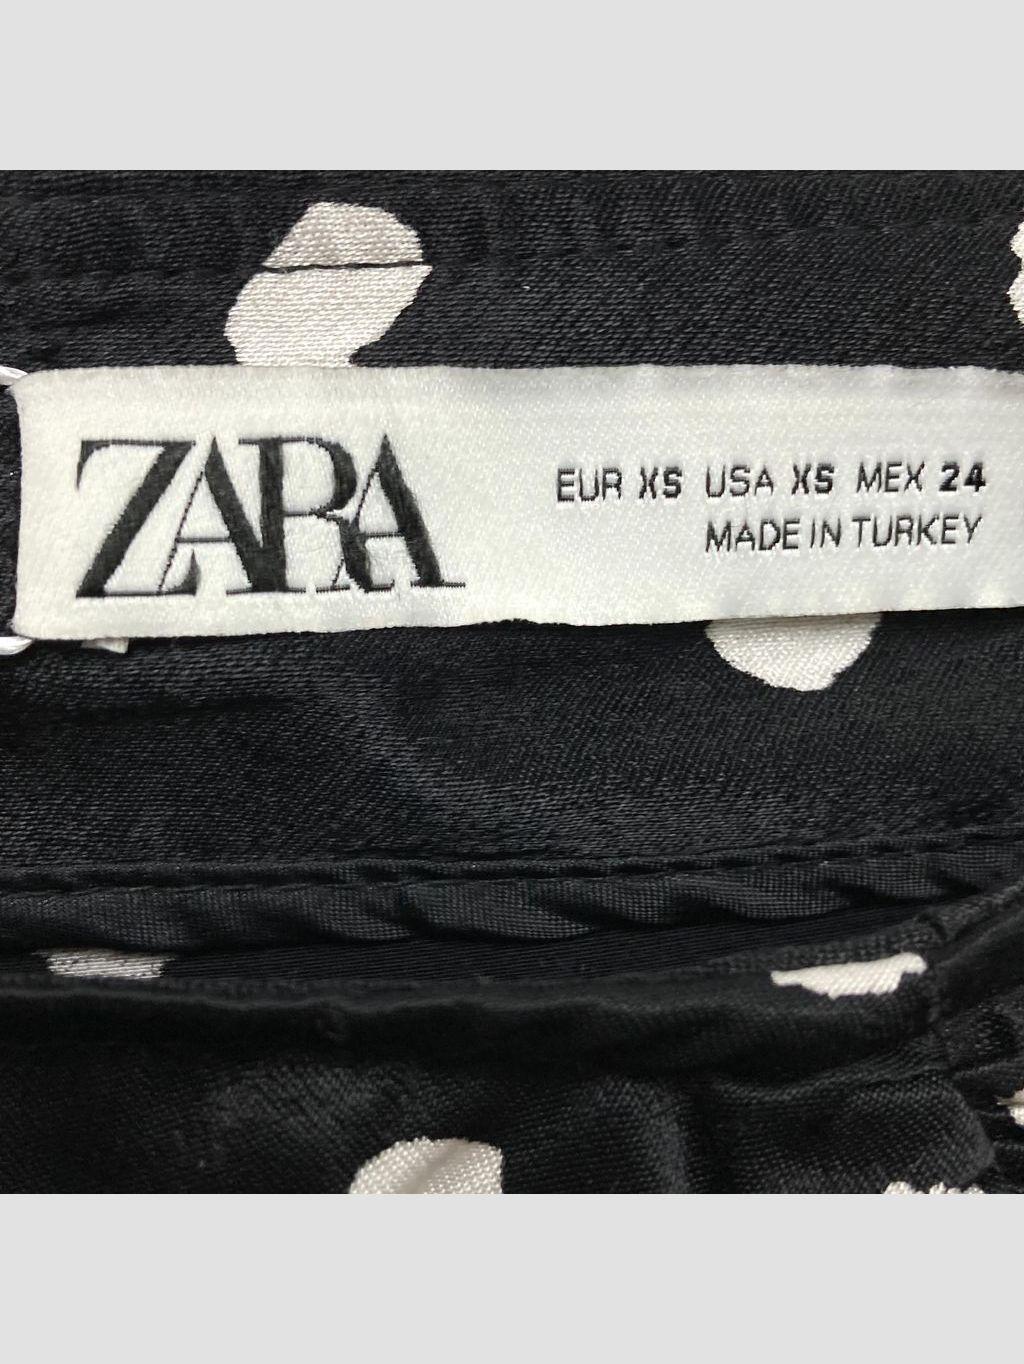 ZARA
EUR XS USA XS MEX 24
MADE IN TURKEY